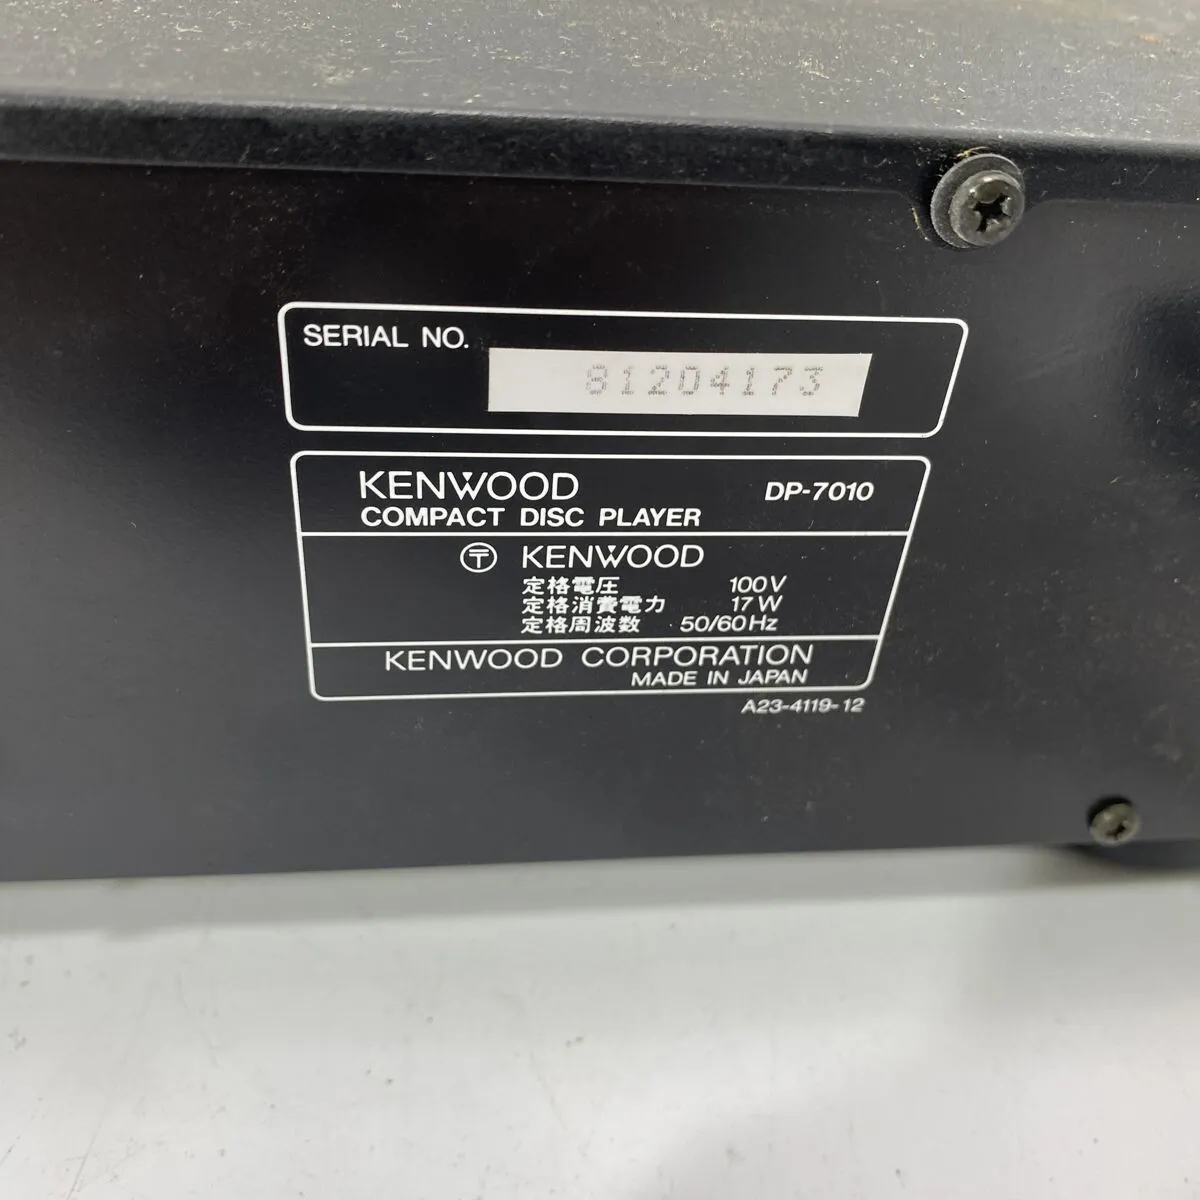 SERIAL NO.
81204173
KENWOOD DP-7010
COMPACT DISC PLAYER
〶 KENWOOD
定格電圧 100V
定格消費電力 17W
定格周波数 50/60Hz
KENWOOD CORPORATION
MADE IN JAPAN
A23-4119-12